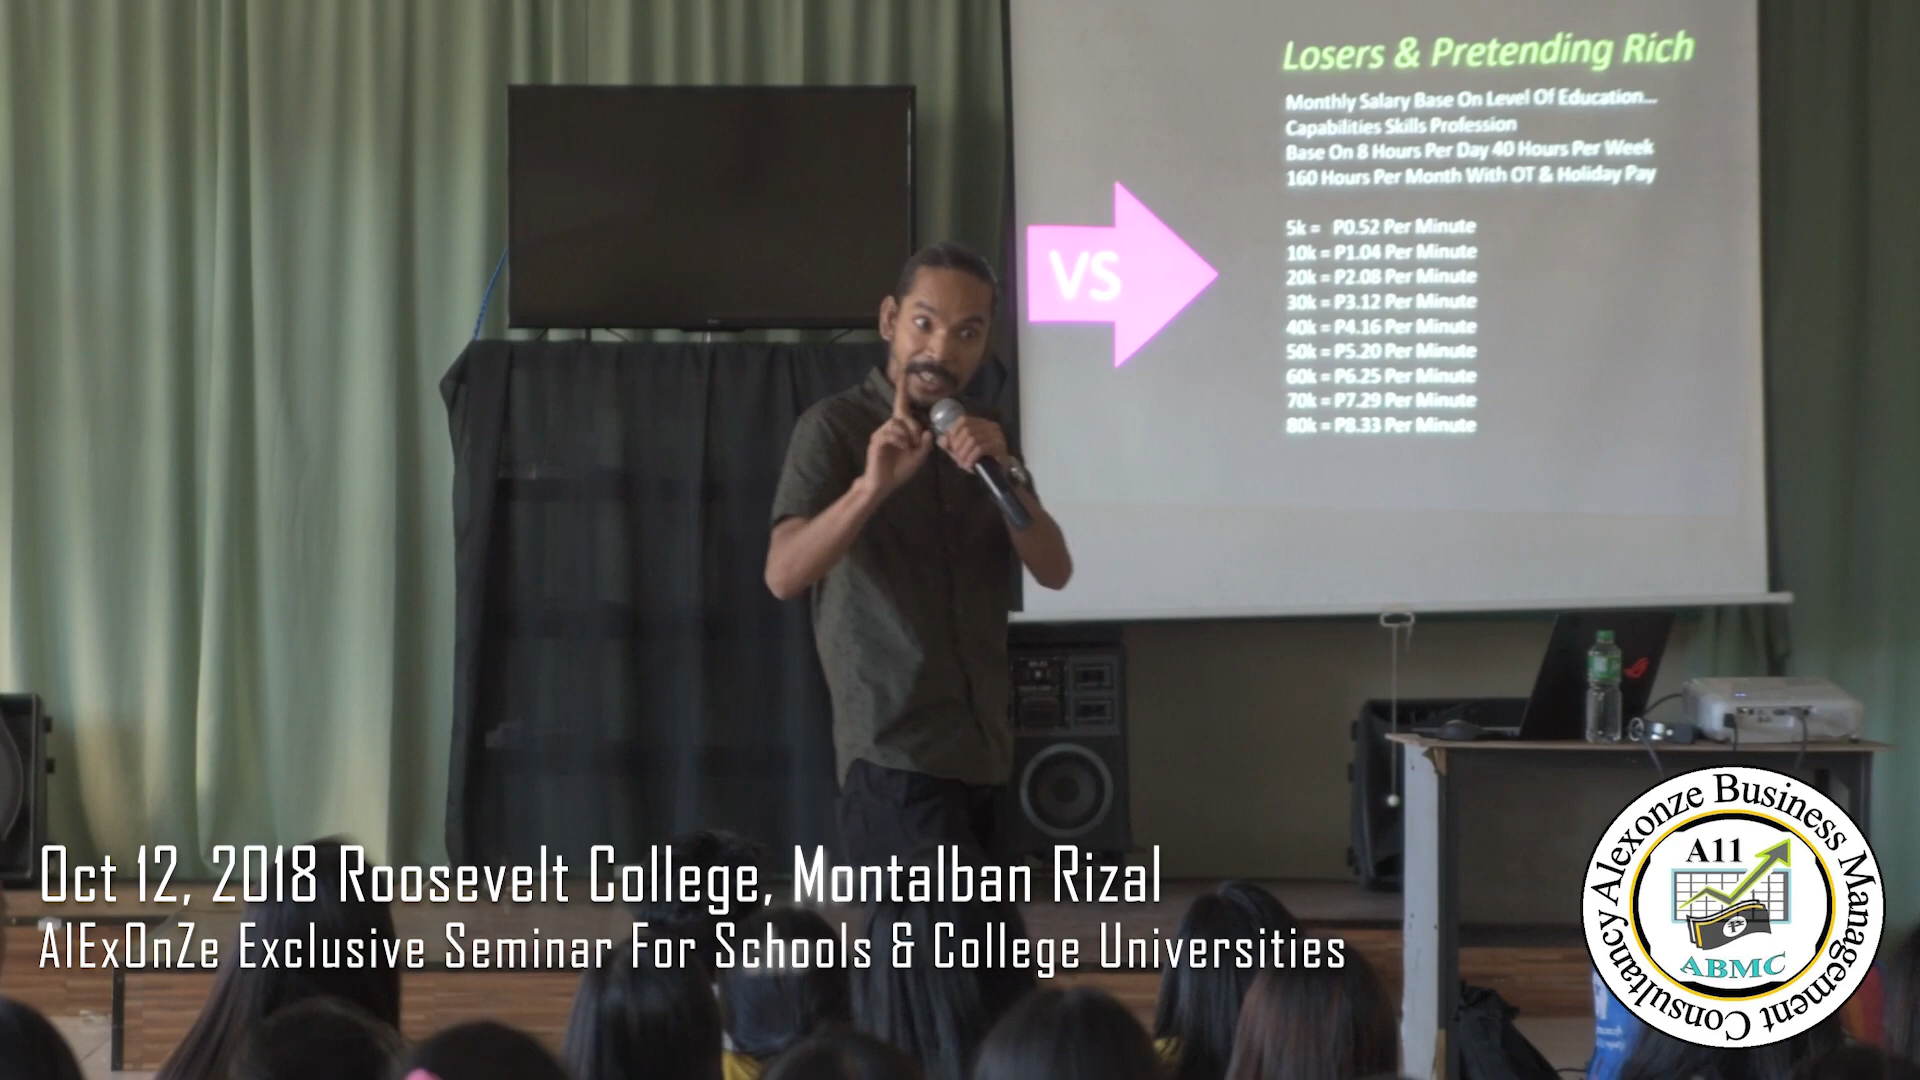 Losers & Pretending Rich
Monthly Salary Base On Level Of Education...
Capabilities Skills Profession
Base On 8 Hours Per Day 40 Hours Per Week
160 Hours Per Month With OT & Holiday Pay
VS
5k = P0.52 Per Minute
10k = P1.04 Per Minute
20k = P2.08 Per Minute
30k = P3.12 Per Minute
40k = P4.16 Per Minute
50k = P5.20 Per Minute
60k = P6.25 Per Minute
70k = P7.29 Per Minute
80k = P8.33 Per Minute
Oct 12, 2018 Roosevelt College, Montalban Rizal
AlExOnZe Exclusive Seminar For Schools & College Universities
Alexonze Business Management Consultancy
A11
ABMC